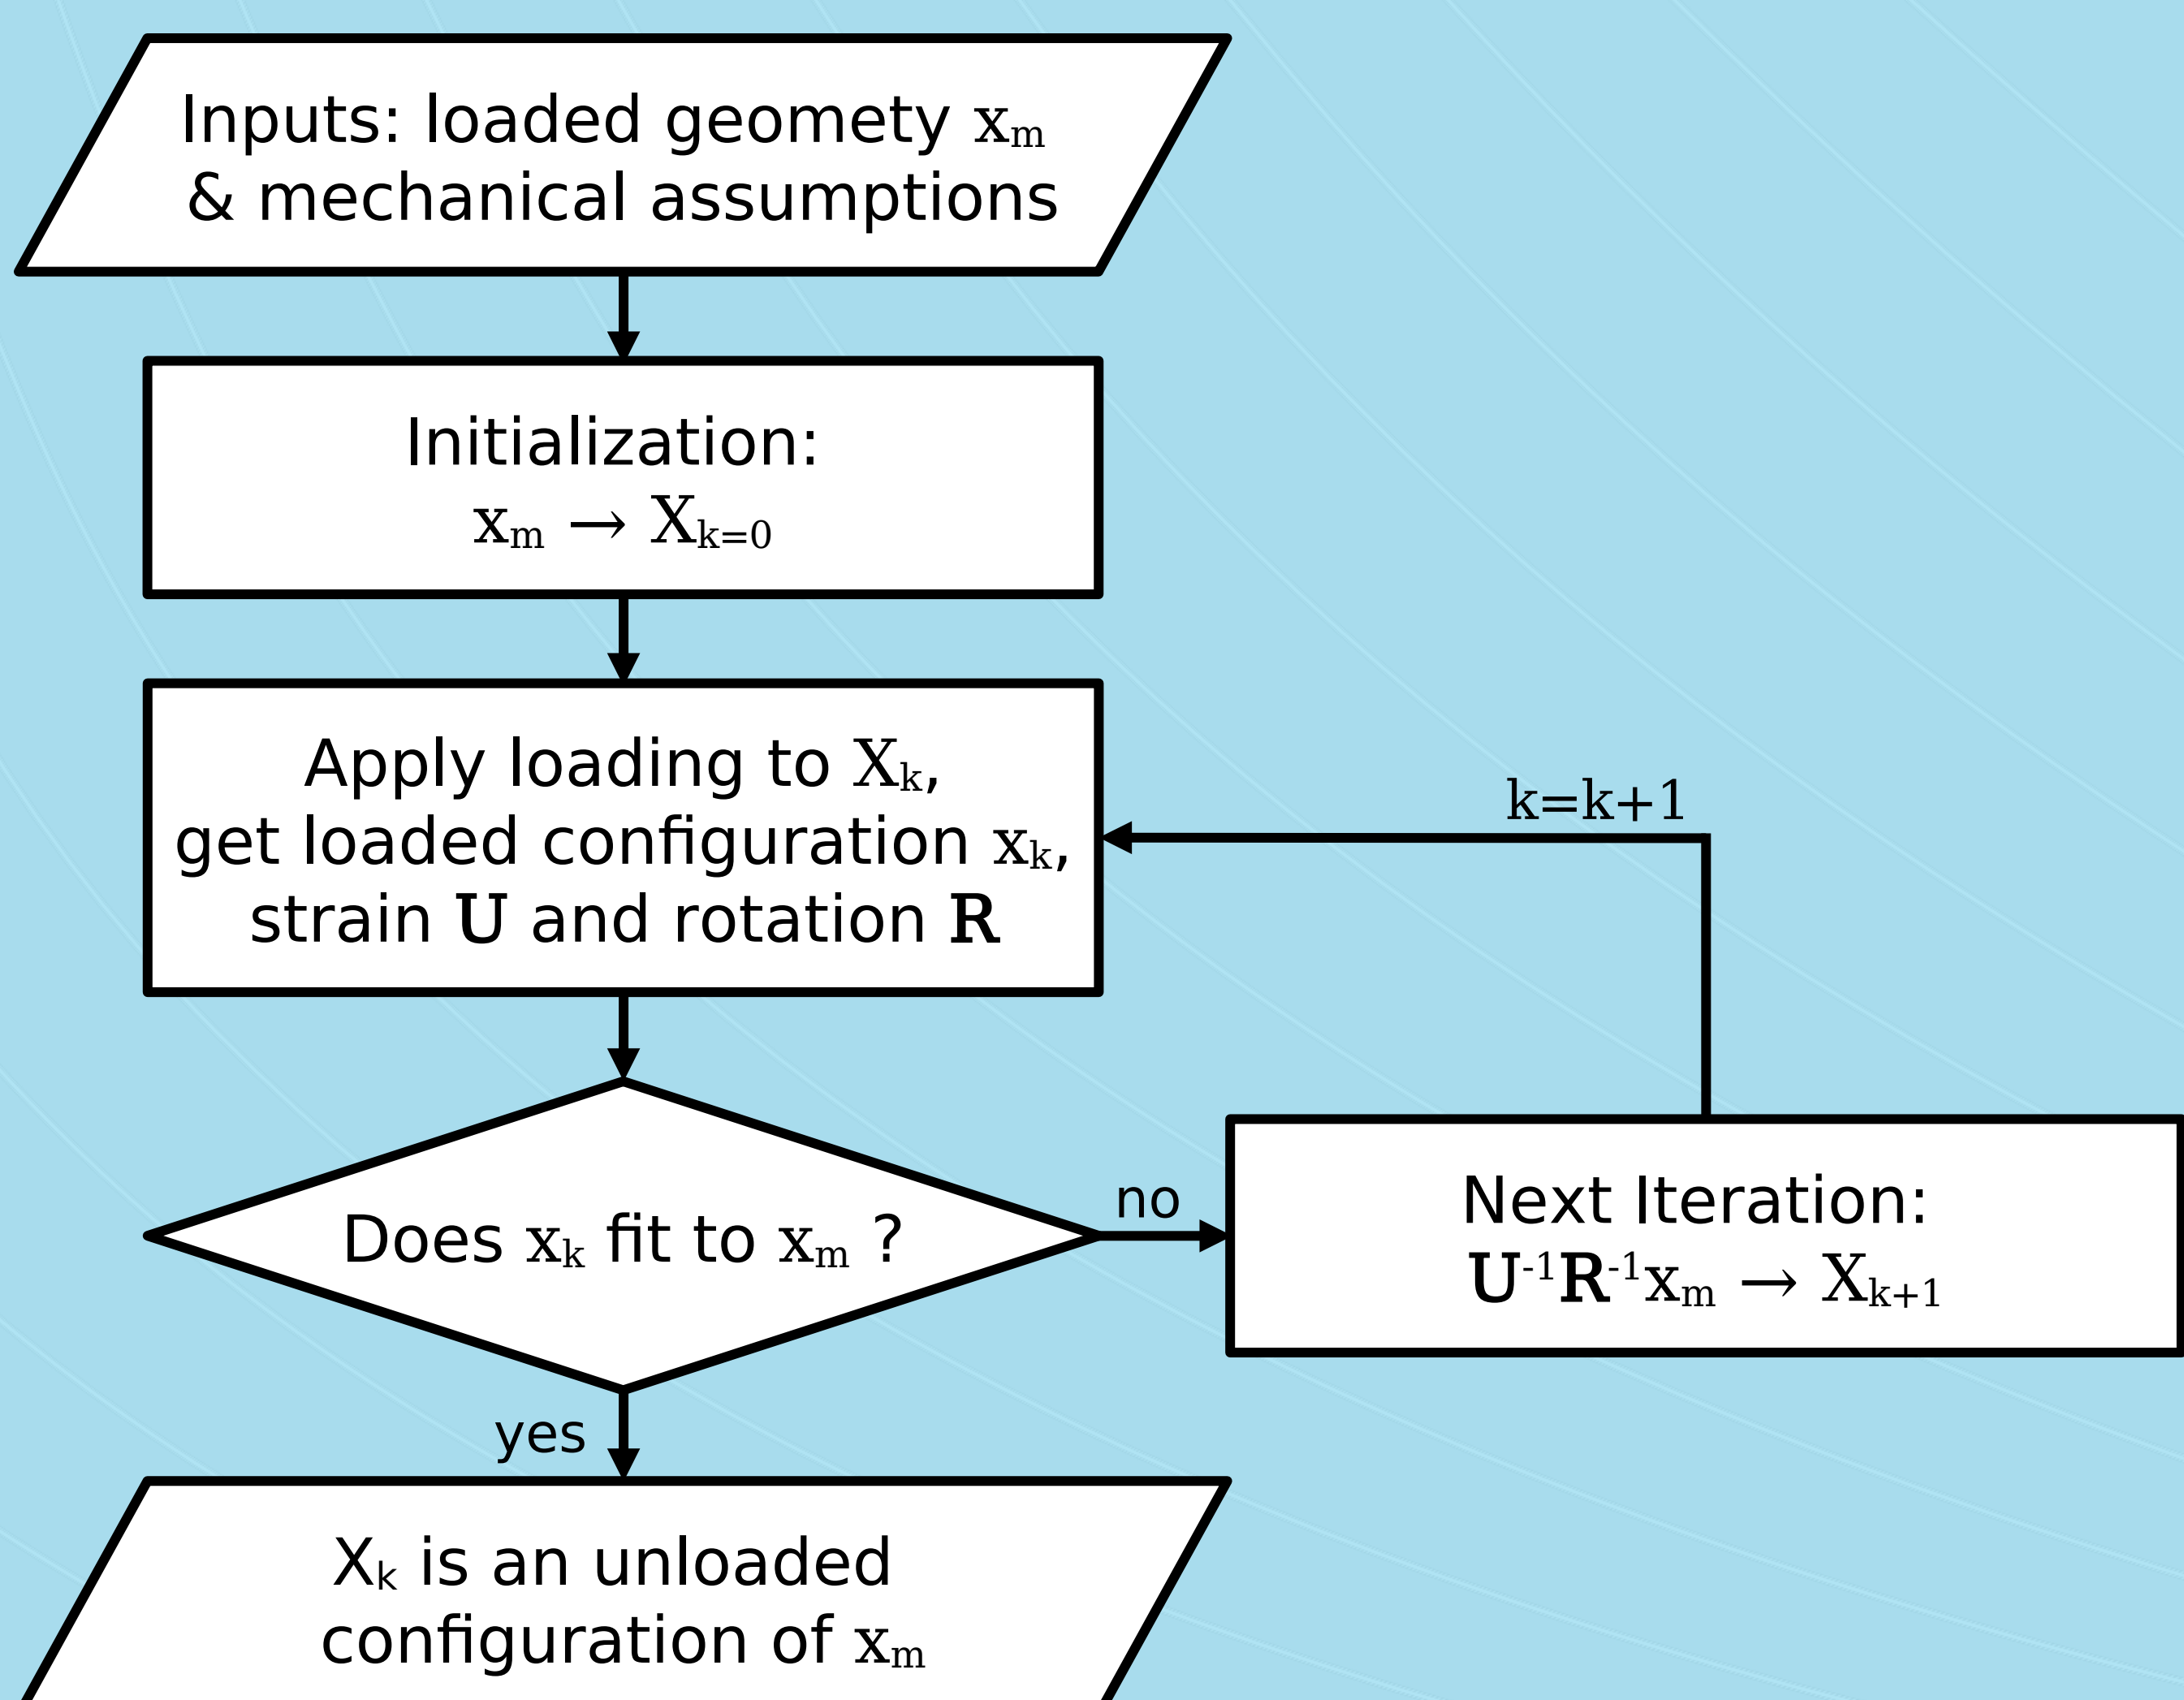 Inputs: loaded geomety xₘ
& mechanical assumptions
Initialization:
xₘ → Xₖ₌₀
Apply loading to Xₖ,
get loaded configuration xₖ,
strain U and rotation R
k=k+1
Does xₖ fit to xₘ ?
no
Next Iteration:
U⁻¹R⁻¹xₘ → Xₖ₊₁
yes
Xₖ is an unloaded
configuration of xₘ